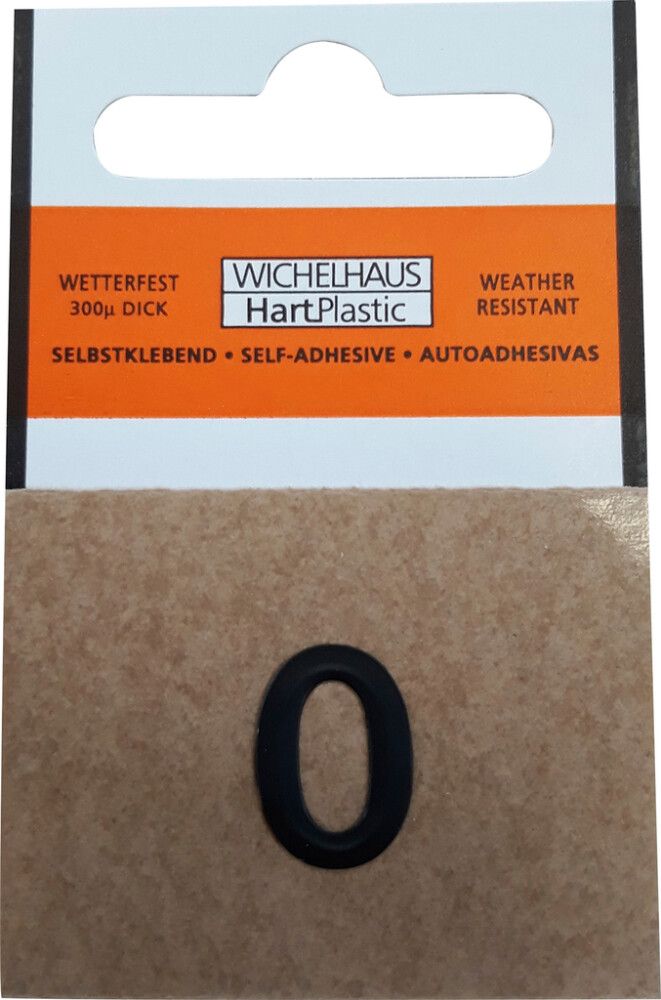 WETTERFEST
300µ DICK
WICHELHAUS
HartPlastic
WEATHER
RESISTANT
SELBSTKLEBEND • SELF-ADHESIVE • AUTOADHESIVAS
0